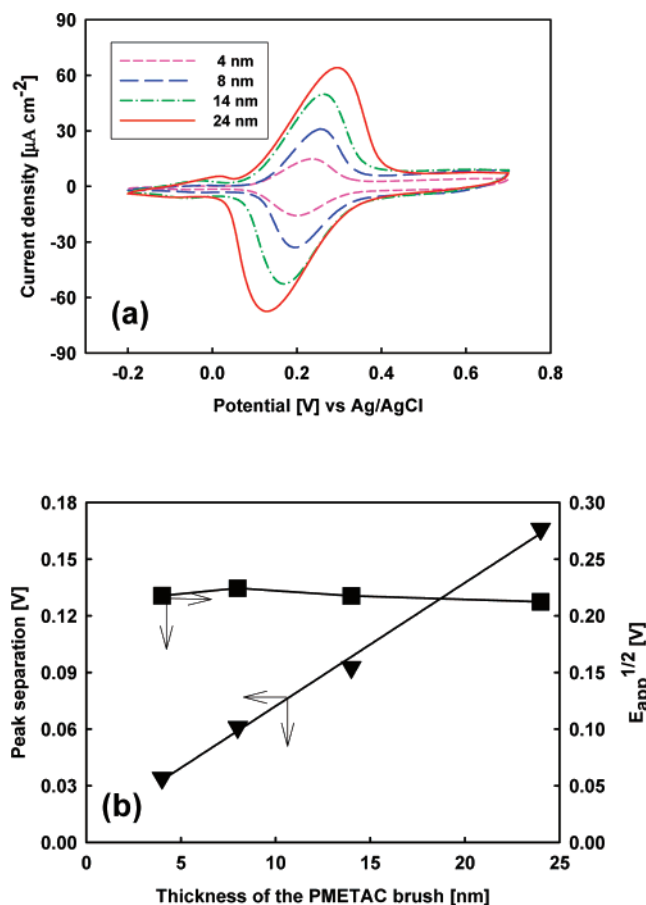 90
60
30
0
-30
-60
-90
Current density [µA cm-2]
4 nm
8 nm
14 nm
24 nm
(a)
-0.2 0.0 0.2 0.4 0.6 0.8
Potential [V] vs Ag/AgCl
0.18
0.15
0.12
0.09
0.06
0.03
0.00
Peak separation [V]
0.30
0.25
0.20
0.15
0.10
0.05
0.00
Eapp1/2 [V]
(b)
0 5 10 15 20 25
Thickness of the PMETAC brush [nm]